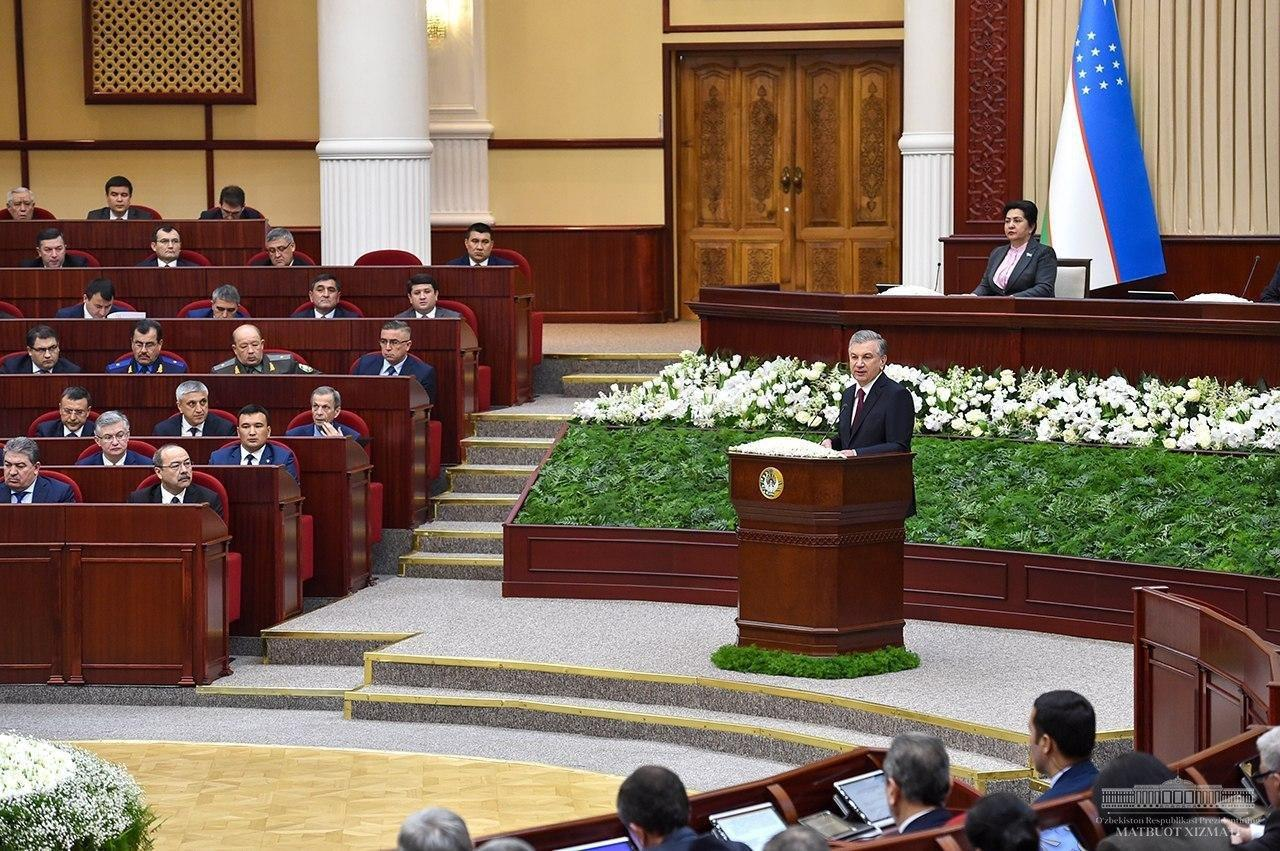 O'zbekiston Respublikasi Prezidentining
MATBUOT XIZMATI